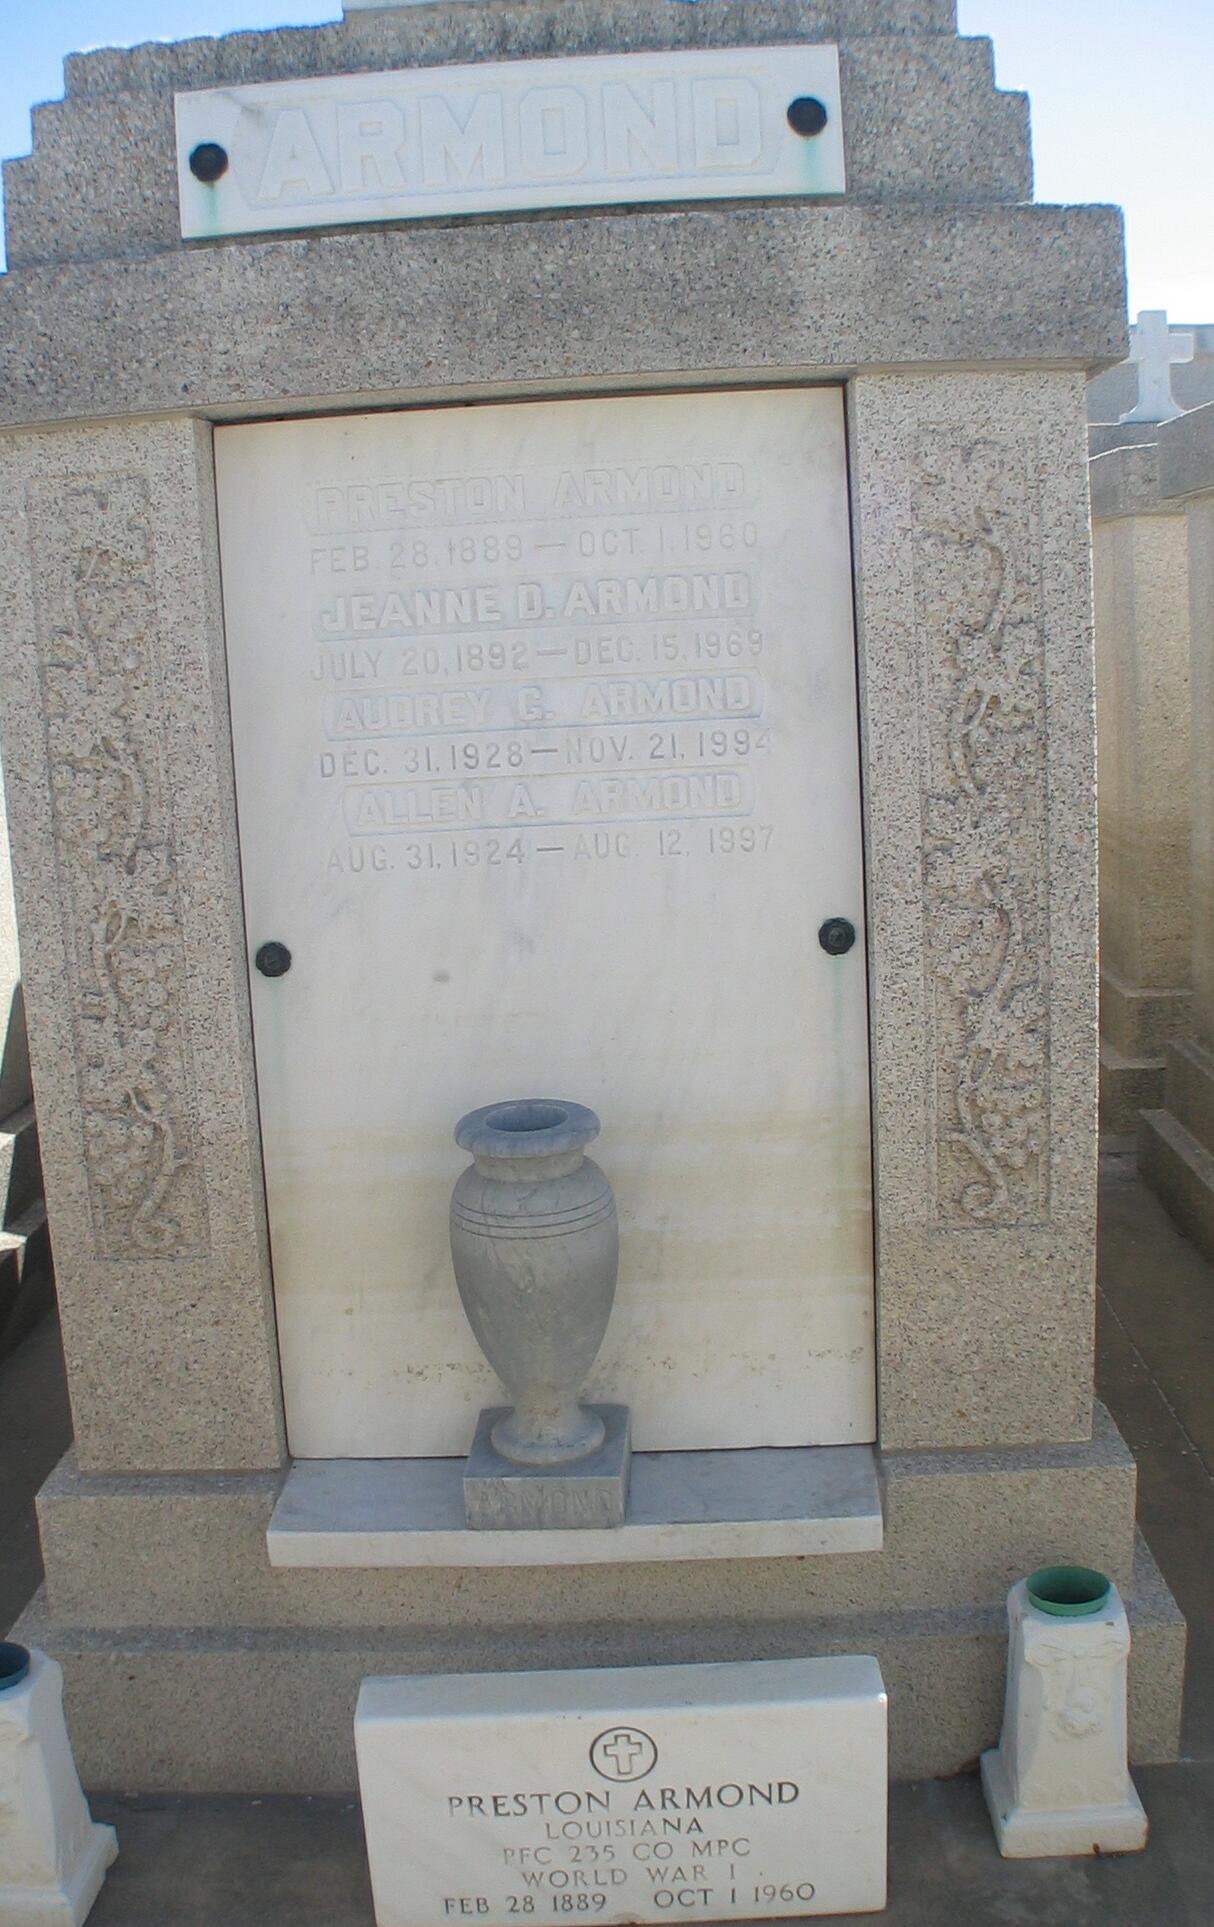 ARMOND
PRESTON ARMOND
FEB. 28. 1889 — OCT. 1. 1960
JEANNE D. ARMOND
JULY 20, 1892 — DEC. 15, 1969
AUDREY G. ARMOND
DEC. 31, 1928 — NOV. 21, 1994
ALLEN A. ARMOND
AUG. 31, 1924 — AUG. 12, 1997
ARMOND
PRESTON ARMOND
LOUISIANA
PFC 235 CO MPC
WORLD WAR I
FEB 28 1889 OCT 1 1960